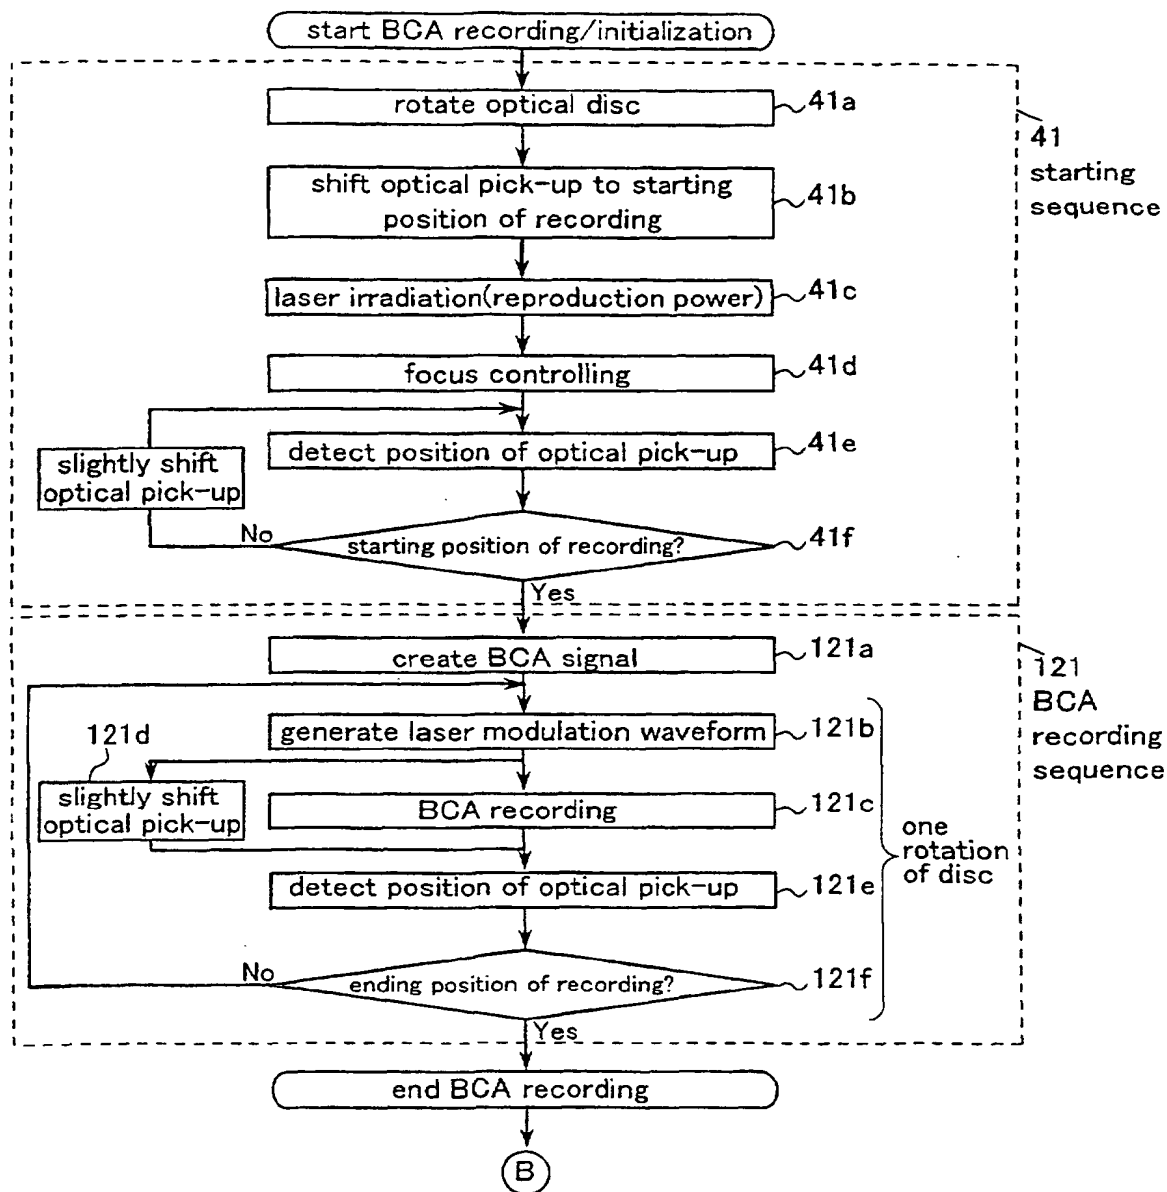 start BCA recording/initialization
rotate optical disc
41a
41
starting
sequence
shift optical pick-up to starting
position of recording
41b
laser irradiation(reproduction power)
41c
focus controlling
41d
detect position of optical pick-up
41e
slightly shift
optical pick-up
No
starting position of recording?
41f
Yes
create BCA signal
121a
121
BCA
recording
sequence
generate laser modulation waveform
121b
121d
slightly shift
optical pick-up
BCA recording
121c
one
rotation
of disc
detect position of optical pick-up
121e
No
ending position of recording?
121f
Yes
end BCA recording
B